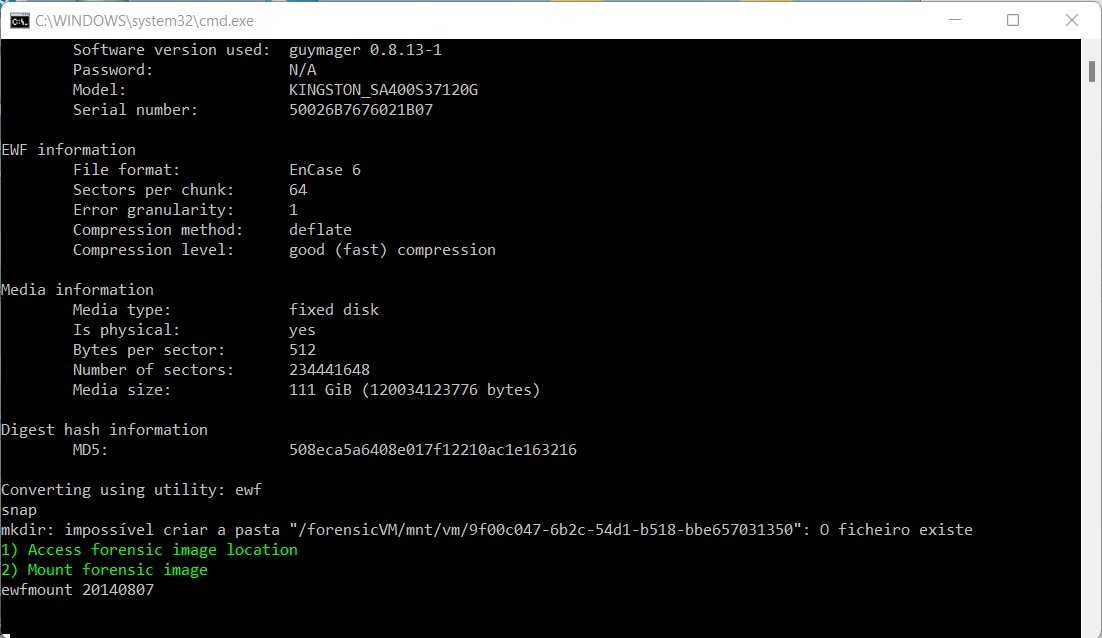 C:\WINDOWS\system32\cmd.exe
Software version used: guymager 0.8.13-1
Password: N/A
Model: KINGSTON_SA400S37120G
Serial number: 50026B7676021B07
EWF information
File format: EnCase 6
Sectors per chunk: 64
Error granularity: 1
Compression method: deflate
Compression level: good (fast) compression
Media information
Media type: fixed disk
Is physical: yes
Bytes per sector: 512
Number of sectors: 234441648
Media size: 111 GiB (120034123776 bytes)
Digest hash information
MD5: 508eca5a6408e017f12210ac1e163216
Converting using utility: ewf
snap
mkdir: impossível criar a pasta "/forensicVM/mnt/vm/9f00c047-6b2c-54d1-b518-bbe657031350": O ficheiro existe
1) Access forensic image location
2) Mount forensic image
ewfmount 20140807